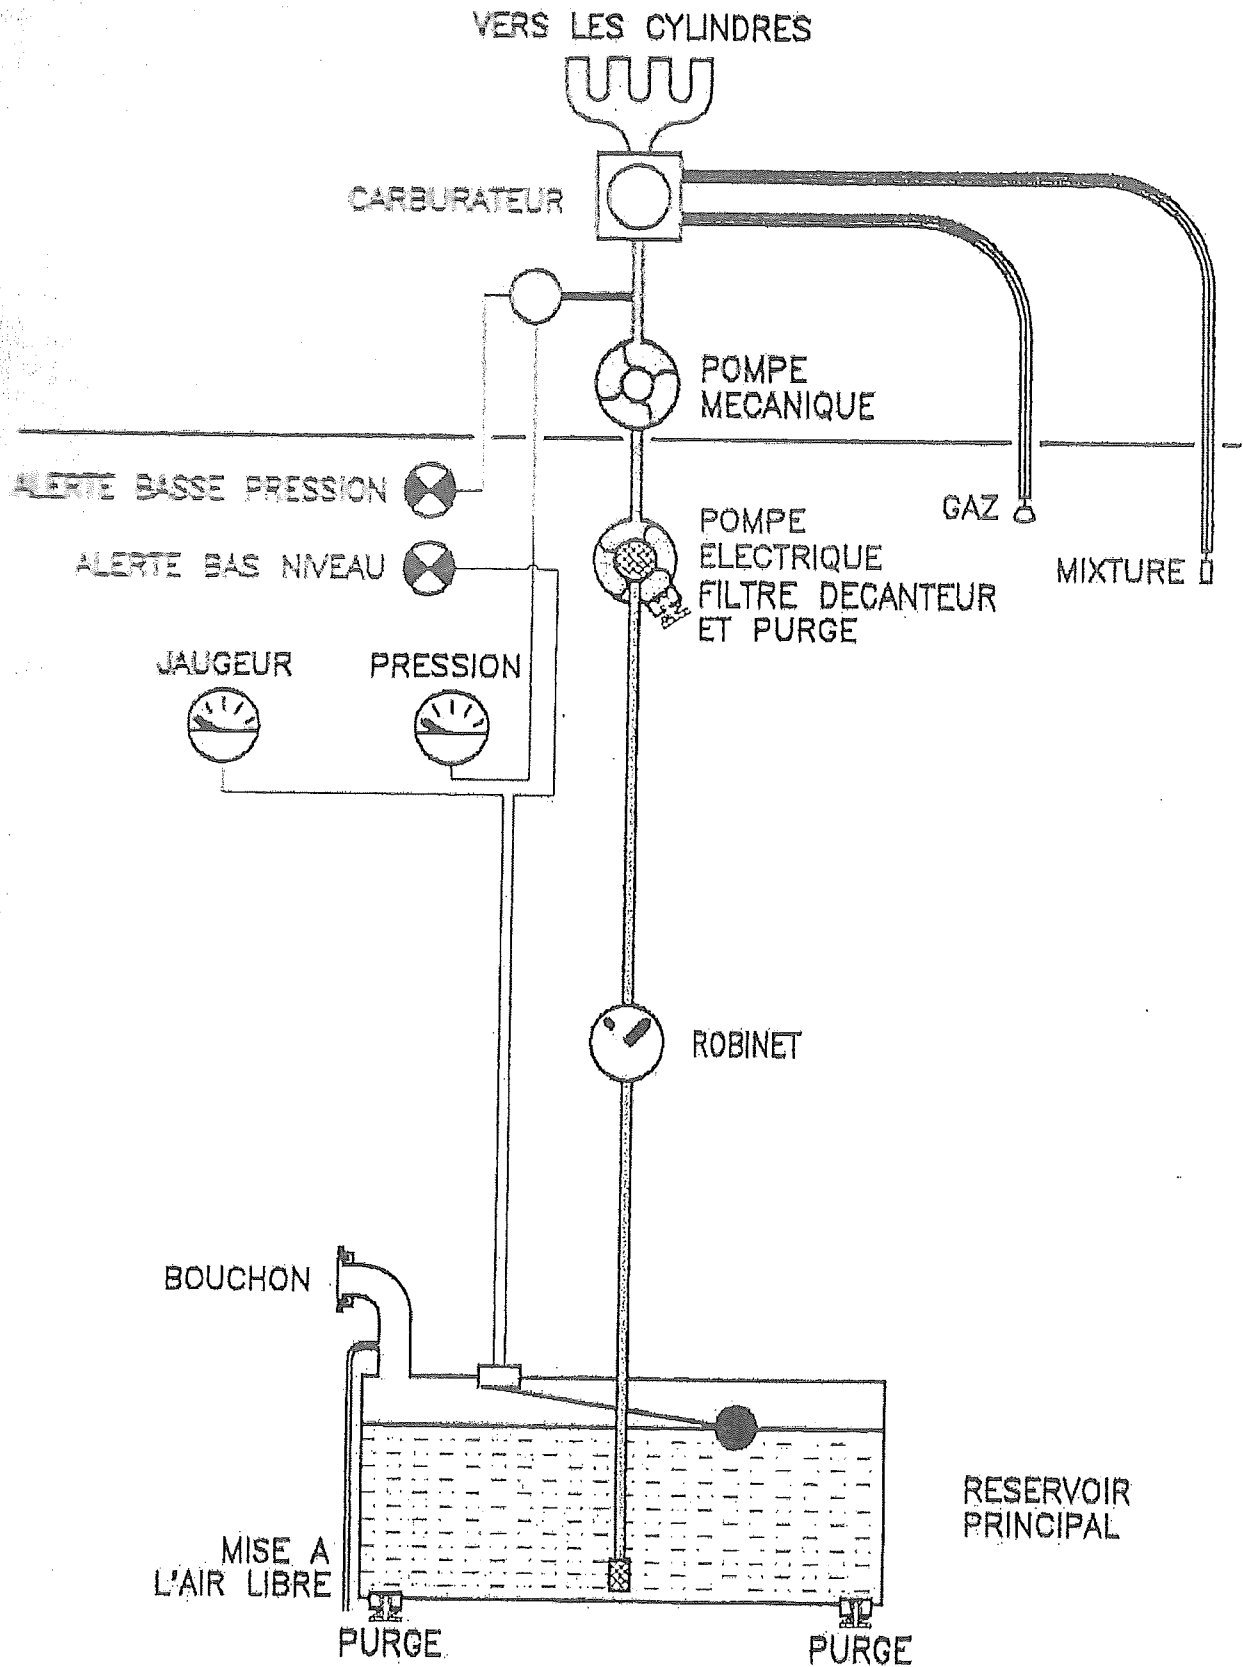 VERS LES CYLINDRES
CARBURATEUR
POMPE
MECANIQUE
ALERTE BASSE PRESSION
GAZ
POMPE
ELECTRIQUE
FILTRE DECANTEUR
ET PURGE
ALERTE BAS NIVEAU
MIXTURE
JAUGEUR
PRESSION
ROBINET
BOUCHON
RESERVOIR
PRINCIPAL
MISE A
L'AIR LIBRE
PURGE
PURGE